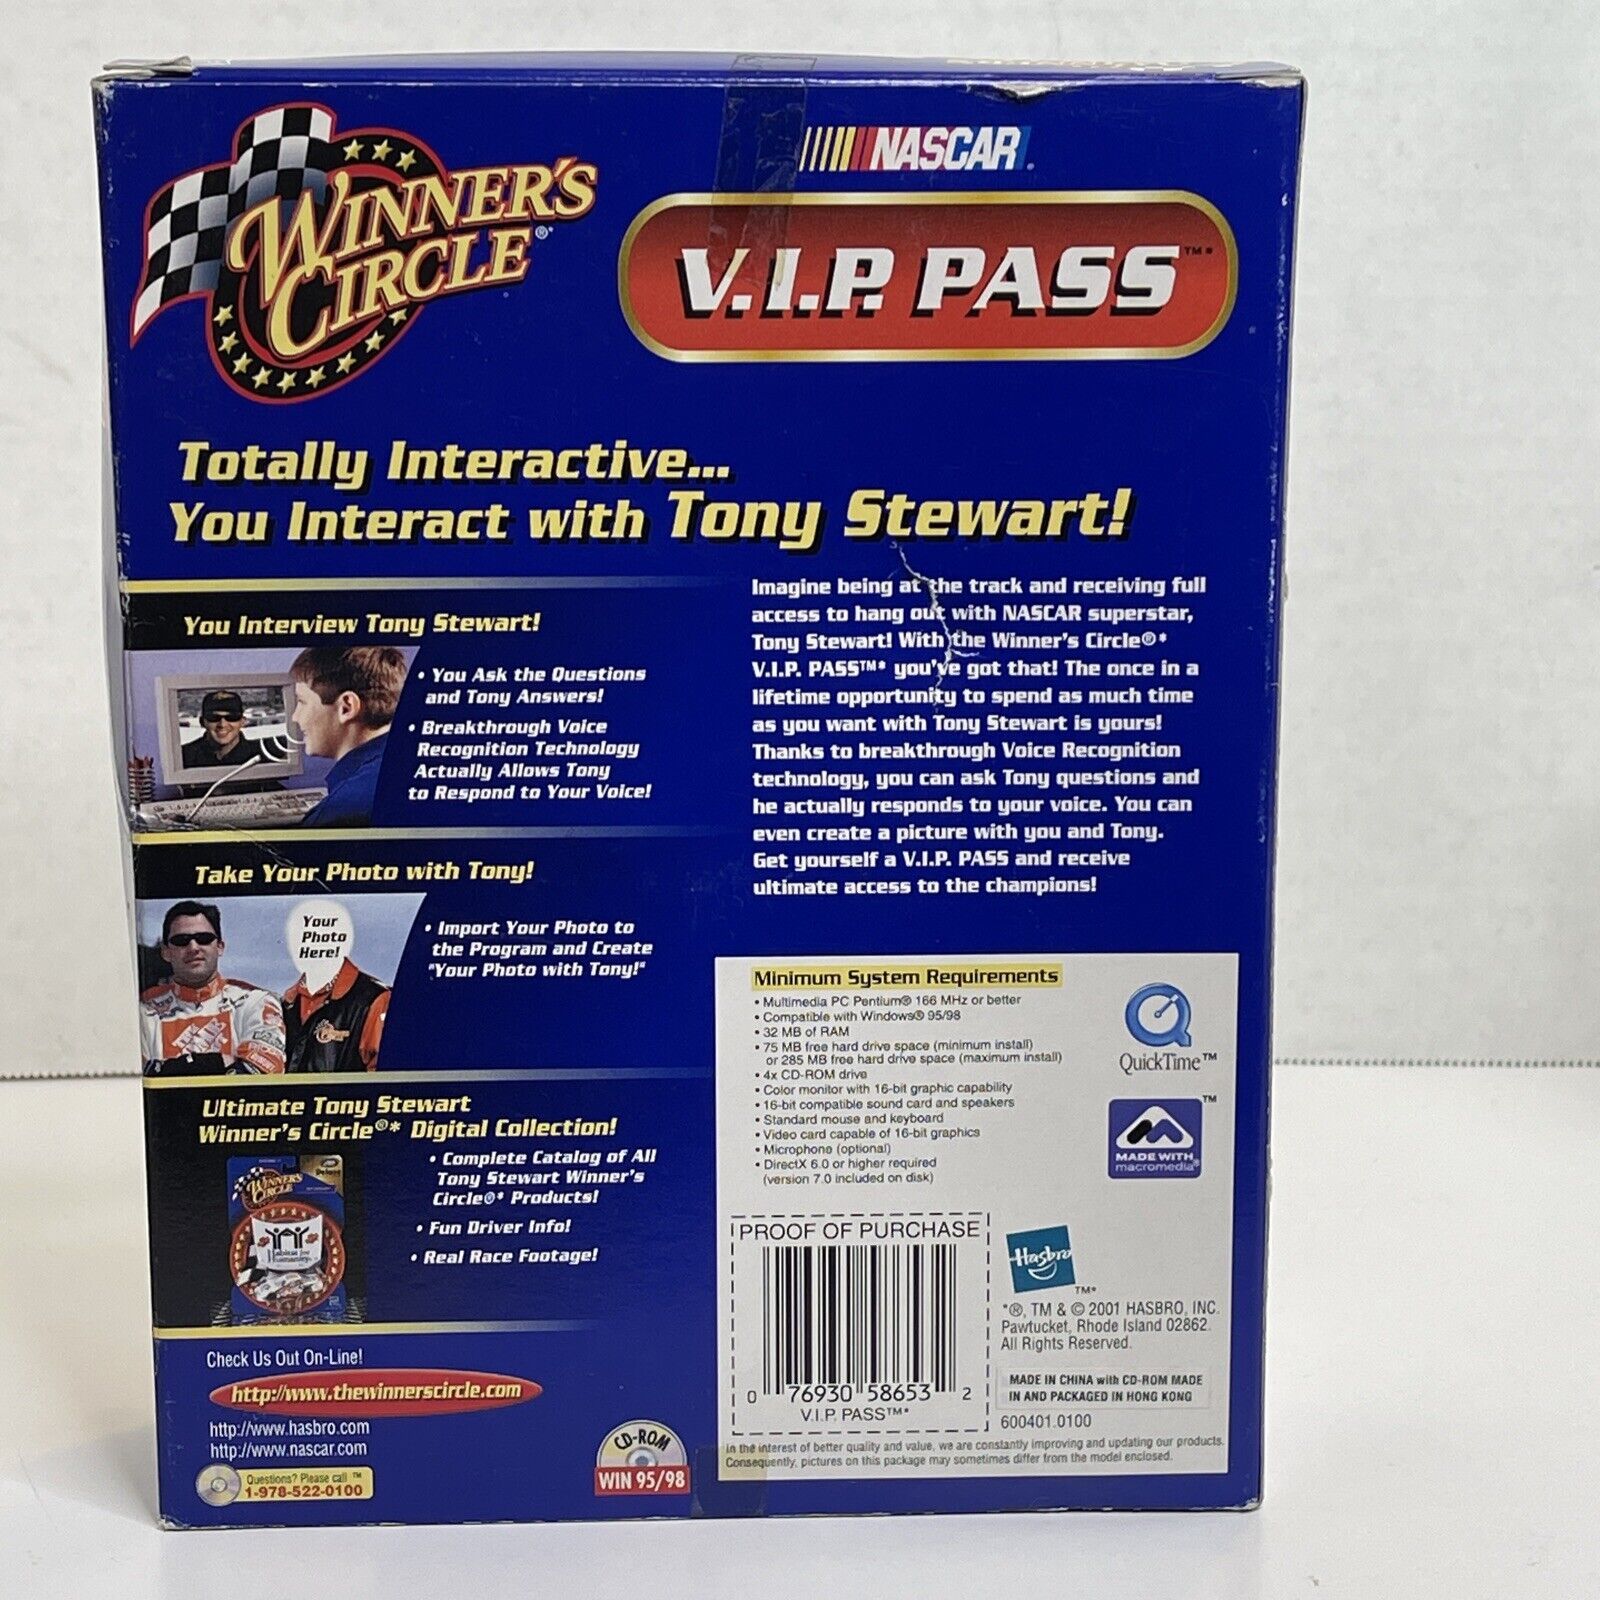 WINNER'S
CIRCLE®*
NASCAR®
V.I.P. PASS™*
Totally Interactive...
You Interact with Tony Stewart!
You Interview Tony Stewart!
• You Ask the Questions
and Tony Answers!
• Breakthrough Voice
Recognition Technology
Actually Allows Tony
to Respond to Your Voice!
Take Your Photo with Tony!
Your
Photo
Here!
• Import Your Photo to
the Program and Create
"Your Photo with Tony!"
Ultimate Tony Stewart
Winner's Circle®* Digital Collection!
• Complete Catalog of All
Tony Stewart Winner's
Circle®* Products!
• Fun Driver Info!
• Real Race Footage!
WINNER'S
CIRCLE
Habitat for
Humanity
Imagine being at the track and receiving full
access to hang out with NASCAR superstar,
Tony Stewart! With the Winner's Circle®*
V.I.P. PASS™* you've got that! The once in a
lifetime opportunity to spend as much time
as you want with Tony Stewart is yours!
Thanks to breakthrough Voice Recognition
technology, you can ask Tony questions and
he actually responds to your voice. You can
even create a picture with you and Tony.
Get yourself a V.I.P. PASS and receive
ultimate access to the champions!
Minimum System Requirements
• Multimedia PC Pentium® 166 MHz or better
• Compatible with Windows® 95/98
• 32 MB of RAM
• 75 MB free hard drive space (minimum install)
or 285 MB free hard drive space (maximum install)
• 4x CD-ROM drive
• Color monitor with 16-bit graphic capability
• 16-bit compatible sound card and speakers
• Standard mouse and keyboard
• Video card capable of 16-bit graphics
• Microphone (optional)
• DirectX 6.0 or higher required
(version 7.0 included on disk)
QuickTime™
™
MADE WITH
macromedia®
PROOF OF PURCHASE
0 76930 58653 2
V.I.P. PASS™*
Hasbro
™*
*®, TM & © 2001 HASBRO, INC.
Pawtucket, Rhode Island 02862.
All Rights Reserved.
MADE IN CHINA with CD-ROM MADE
IN AND PACKAGED IN HONG KONG
600401.0100
In the interest of better quality and value, we are constantly improving and updating our products.
Consequently, pictures on this package may sometimes differ from the model enclosed.
Check Us Out On-Line!
http://www.thewinnerscircle.com
http://www.hasbro.com
http://www.nascar.com
Questions? Please call ™
1-978-522-0100
CD-ROM
WIN 95/98